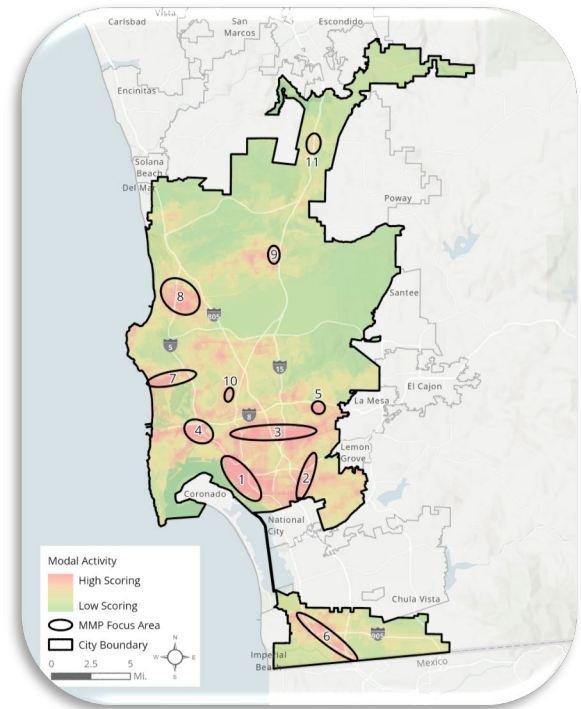 Vista
Carlsbad
San
Marcos
Escondido
Encinitas
11
Solana
Beach
Del Mar
Poway
9
8
Santee
805
5
15
7
10
5
El Cajon
La Mesa
8
4
3
Lemon
Grove
1
2
Coronado
National
City
Modal Activity
High Scoring
Low Scoring
MMP Focus Area
City Boundary
0 2.5 5
Mi.
N
W E
S
Chula Vista
6
905
Imperial
Beach
Mexico